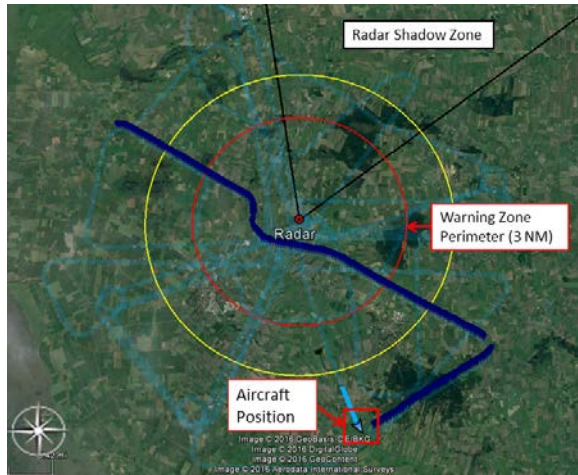 Radar Shadow Zone
Radar
Warning Zone
Perimeter (3 NM)
Aircraft
Position
Image © 2016 GeoBasis-DE/BKG
Image © 2016 DigitalGlobe
Image © 2016 GeoContent
Image © 2016 Aerodata International Surveys